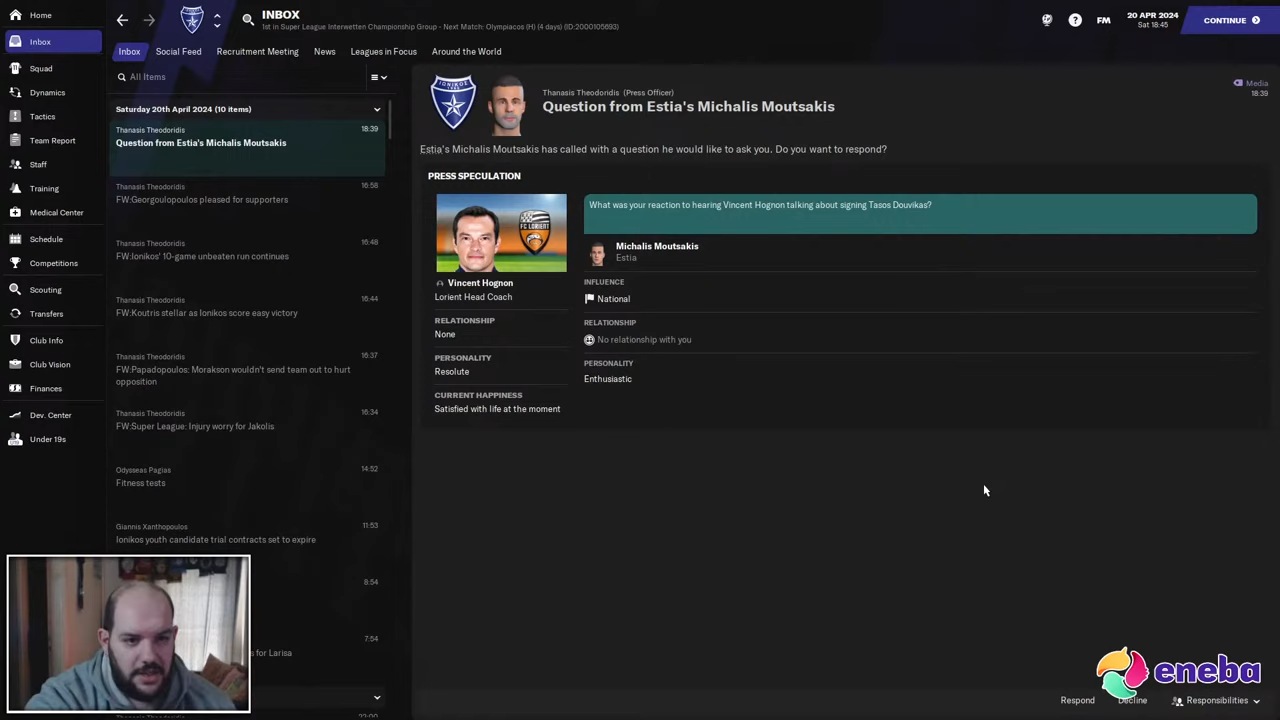 Home
Inbox
Squad
Dynamics
Tactics
Team Report
Staff
Training
Medical Center
Schedule
Competitions
Scouting
Transfers
Club Info
Club Vision
Finances
Dev. Center
Under 19s
INBOX
1st in Super League Interwetten Championship Group - Next Match: Olympiacos (H) (4 days) (ID:2000105693)
FM
20 APR 2024
Sat 18:45
CONTINUE
Inbox
Social Feed
Recruitment Meeting
News
Leagues in Focus
Around the World
All Items
Saturday 20th April 2024 (10 items)
Thanasis Theodoridis 18:39
Question from Estia's Michalis Moutsakis
Thanasis Theodoridis 16:58
FW:Georgoulopoulos pleased for supporters
Thanasis Theodoridis 16:48
FW:Ionikos' 10-game unbeaten run continues
Thanasis Theodoridis 16:44
FW:Koutris stellar as Ionikos score easy victory
Thanasis Theodoridis 16:37
FW:Papadopoulos: Morakson wouldn't send team out to hurt
opposition
Thanasis Theodoridis 16:34
FW:Super League: Injury worry for Jakolis
Odysseas Pagias 14:52
Fitness tests
Giannis Xanthopoulos 11:53
Ionikos youth candidate trial contracts set to expire
8:54
7:54
s for Larisa
IONIKOΣ
Thanasis Theodoridis (Press Officer)
Question from Estia's Michalis Moutsakis
Media
18:39
Estia's Michalis Moutsakis has called with a question he would like to ask you. Do you want to respond?
PRESS SPECULATION
FC LORIENT
Vincent Hognon
Lorient Head Coach
RELATIONSHIP
None
PERSONALITY
Resolute
CURRENT HAPPINESS
Satisfied with life at the moment
What was your reaction to hearing Vincent Hognon talking about signing Tasos Douvikas?
Michalis Moutsakis
Estia
INFLUENCE
National
RELATIONSHIP
No relationship with you
PERSONALITY
Enthusiastic
eneba
Respond
Decline
Responsibilities